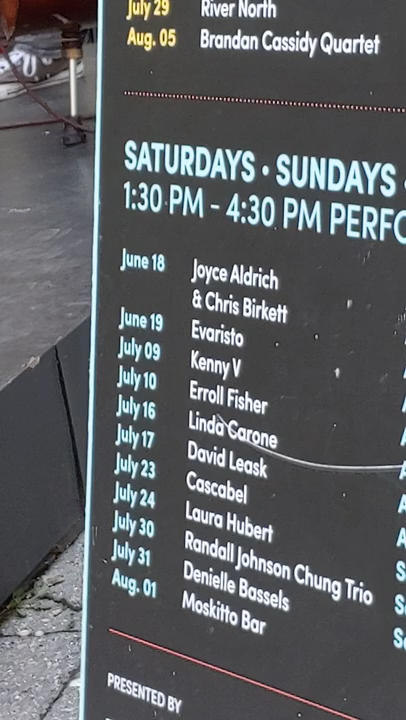 July 29 River North
Aug. 05 Brandan Cassidy Quartet
SATURDAYS • SUNDAYS •
1:30 PM - 4:30 PM PERFO
June 18 Joyce Aldrich
& Chris Birkett
June 19 Evaristo
July 09 Kenny V
July 10 Erroll Fisher
July 16 Linda Carone
July 17 David Leask
July 23 Cascabel
July 24 Laura Hubert
July 30 Randall Johnson Chung Trio
July 31 Denielle Bassels
Aug. 01 Moskitto Bar
PRESENTED BY